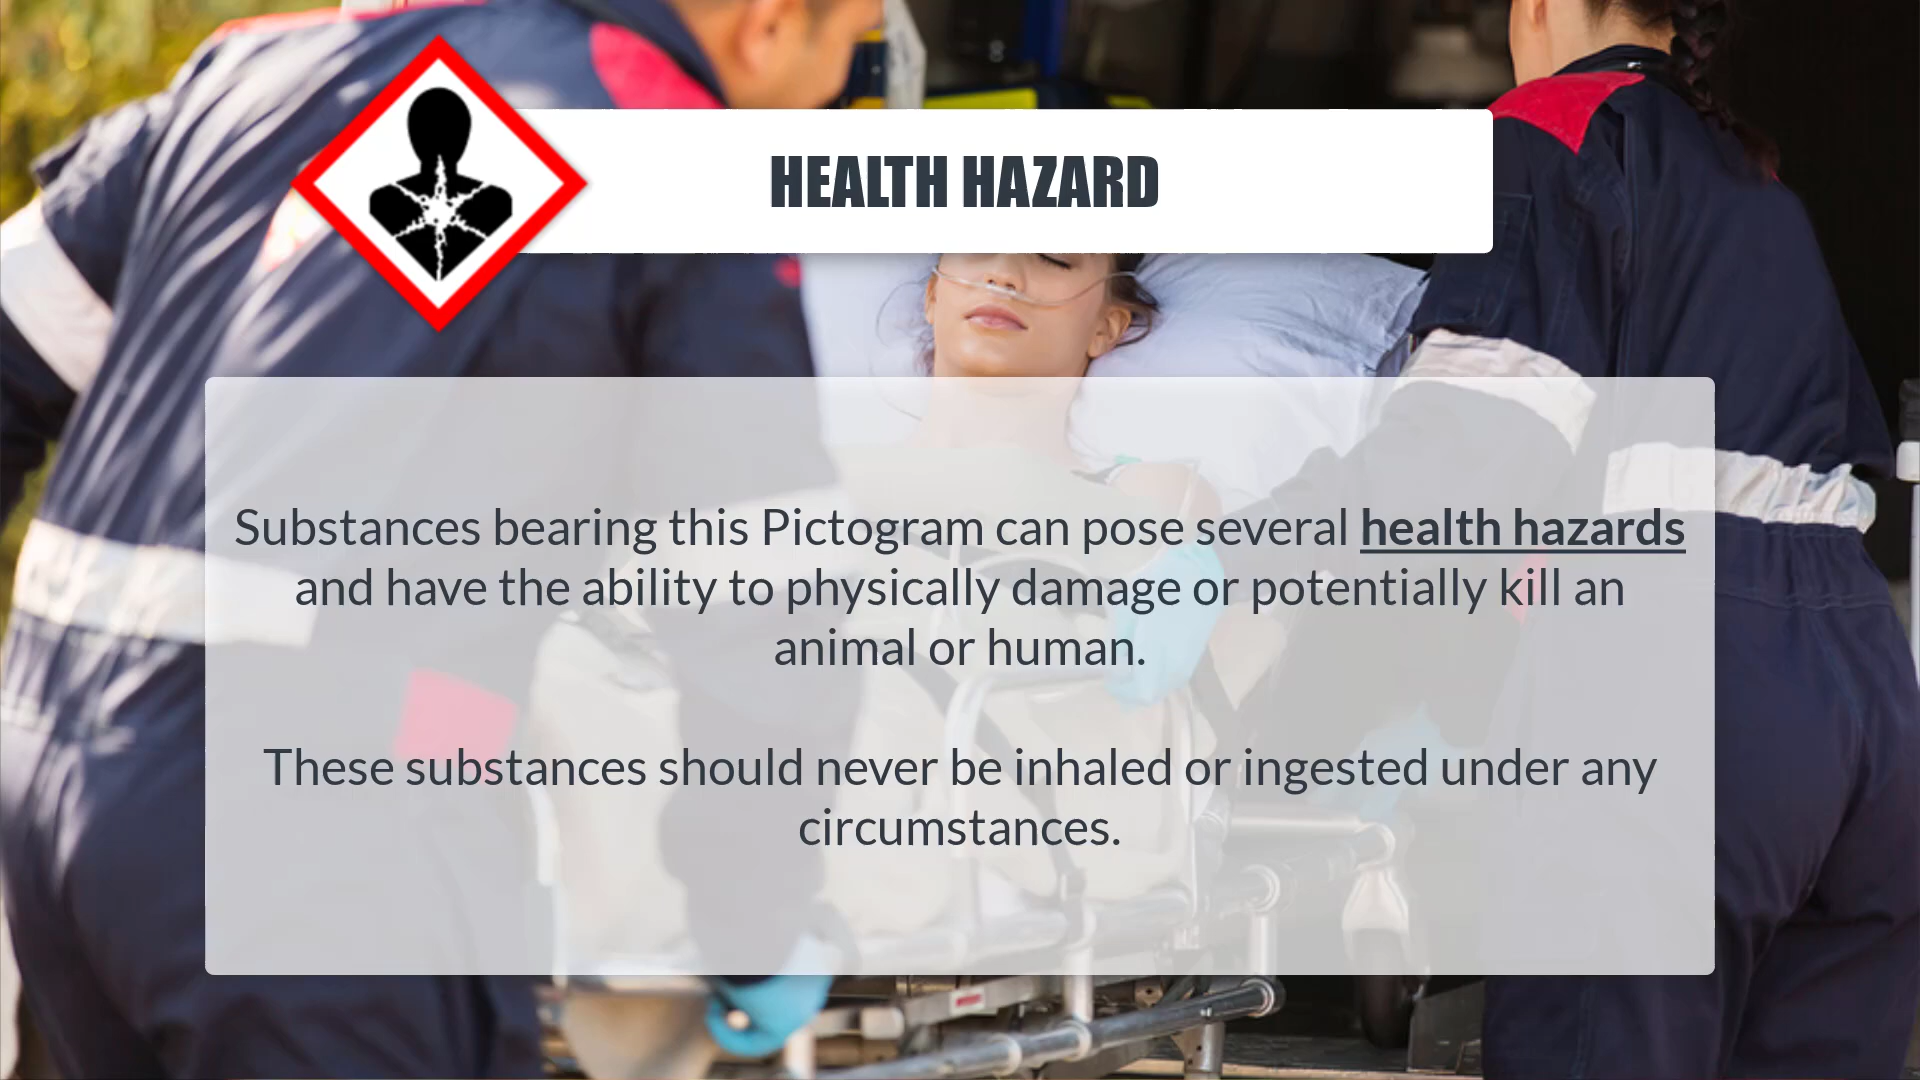 HEALTH HAZARD
Substances bearing this Pictogram can pose several health hazards
and have the ability to physically damage or potentially kill an
animal or human.
These substances should never be inhaled or ingested under any
circumstances.